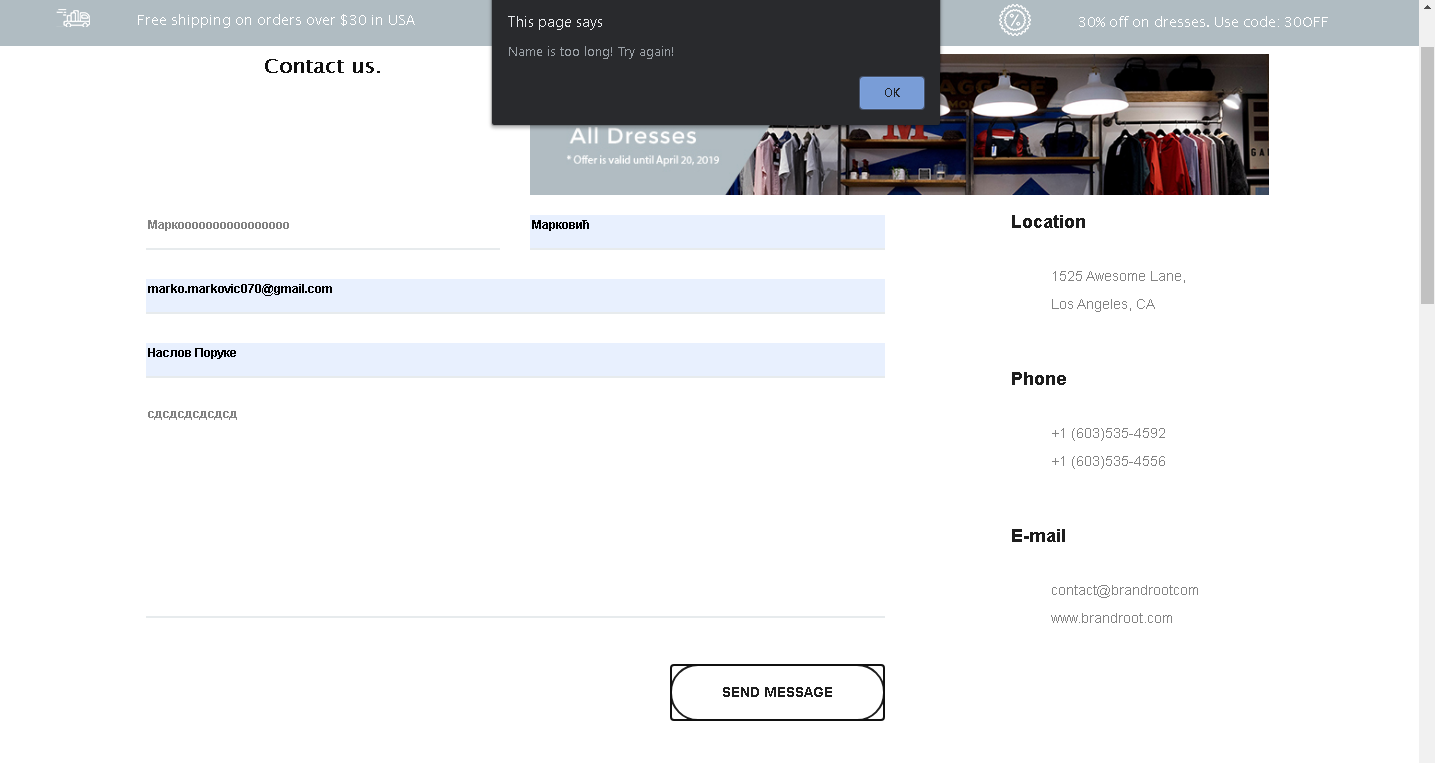 Free shipping on orders over $30 in USA
This page says
Name is too long! Try again!
OK
30% off on dresses. Use code: 30OFF
Contact us.
All Dresses
* Offer is valid until April 20, 2019
M
Маркооооооооооооооо
Марковић
marko.markovic070@gmail.com
Наслов Поруке
сдсдсдсдсдсд
SEND MESSAGE
Location
1525 Awesome Lane,
Los Angeles, CA
Phone
+1 (603)535-4592
+1 (603)535-4556
E-mail
contact@brandrootcom
www.brandroot.com